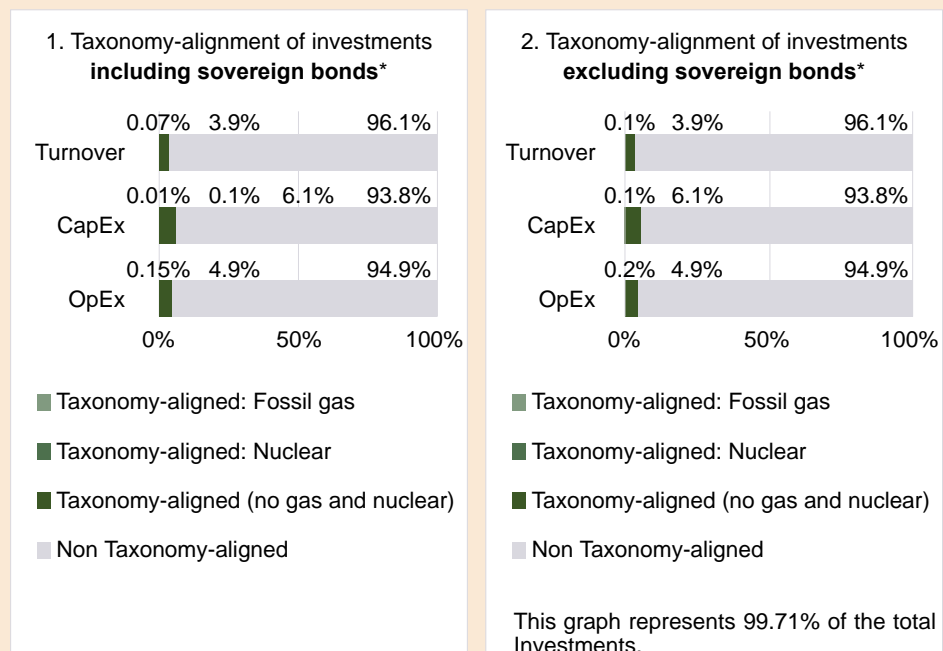 1. Taxonomy-alignment of investments
including sovereign bonds*
0.07% 3.9% 96.1%
Turnover
0.01% 0.1% 6.1% 93.8%
CapEx
0.15% 4.9% 94.9%
OpEx
0% 50% 100%
Taxonomy-aligned: Fossil gas
Taxonomy-aligned: Nuclear
Taxonomy-aligned (no gas and nuclear)
Non Taxonomy-aligned
2. Taxonomy-alignment of investments
excluding sovereign bonds*
0.1% 3.9% 96.1%
Turnover
0.1% 6.1% 93.8%
CapEx
0.2% 4.9% 94.9%
OpEx
0% 50% 100%
Taxonomy-aligned: Fossil gas
Taxonomy-aligned: Nuclear
Taxonomy-aligned (no gas and nuclear)
Non Taxonomy-aligned
This graph represents 99.71% of the total
Investments.